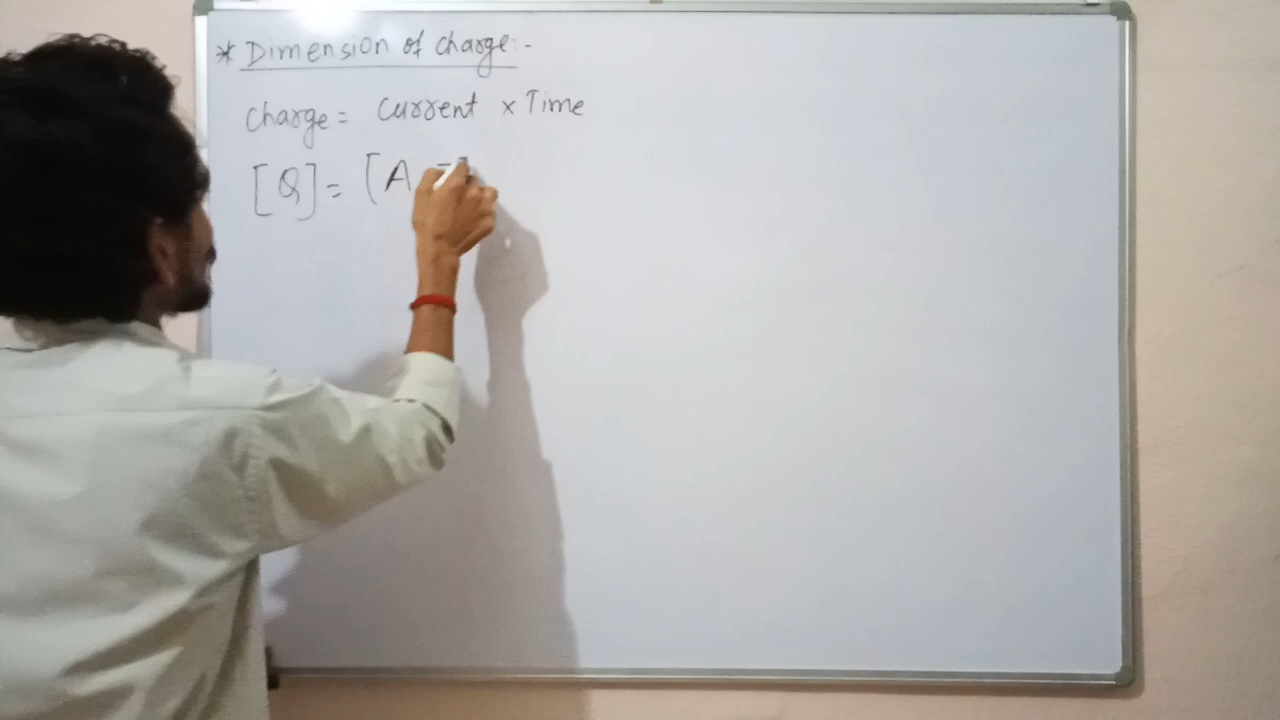 * Dimension of charge:-
Charge = Current × Time
[Q] = [A